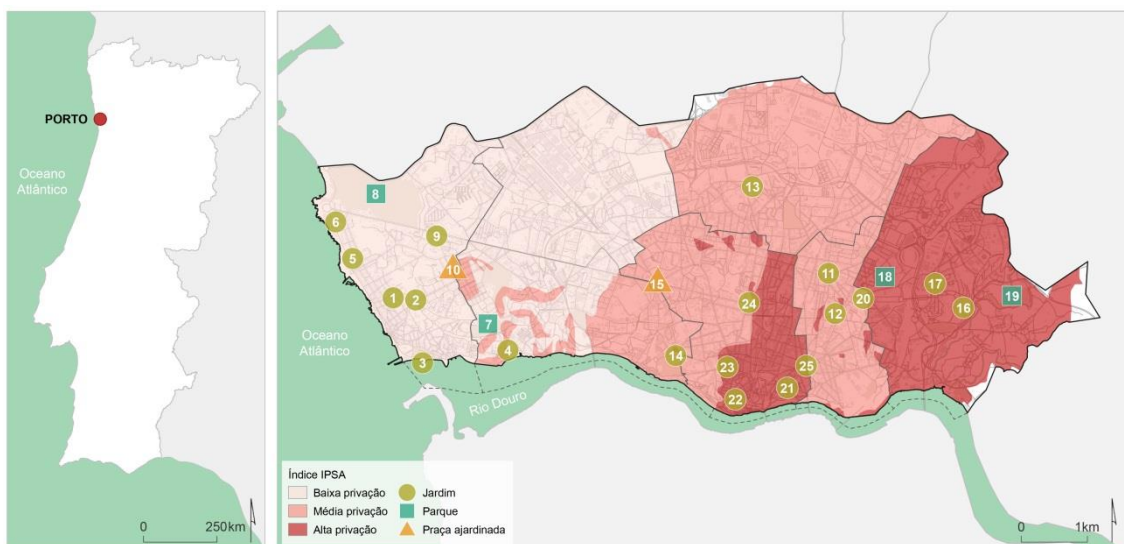 PORTO
Oceano
Atlântico
0 250km
8
13
6
9
5
10
11
18
17
15
19
1
2
24
20
16
12
7
4
14
3
23
25
21
22
Oceano
Atlântico
Rio Douro
Índice IPSA
Baixa privação
Jardim
Média privação
Parque
Alta privação
Praça ajardinada
0 1km